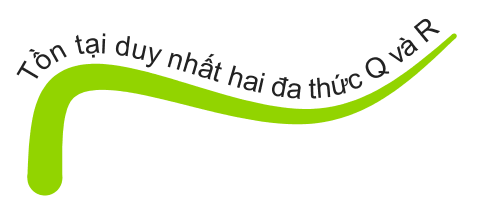 Tồn tại duy nhất hai đa thức Q và R